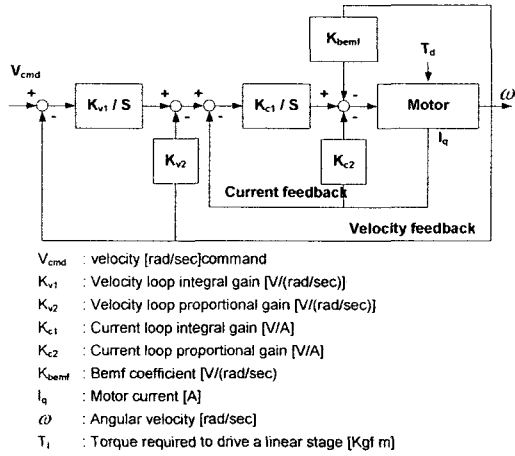 K_bemf
T_d
V_cmd
+ - K_v1 / S + - + - K_c1 / S + - - - Motor ω
I_q
K_v2
K_c2
Current feedback
Velocity feedback
V_cmd : velocity [rad/sec]command
K_v1 : Velocity loop integral gain [V/(rad/sec)]
K_v2 : Velocity loop proportional gain [V/(rad/sec)}
K_c1 : Current loop integral gain [V/A]
K_c2 : Current loop proportional gain [V/A]
K_bemf : Bemf coefficient [V/(rad/sec)
I_q : Motor current [A]
ω : Angular velocity [rad/sec]
T_l : Torque required to drive a linear stage [Kgf m]